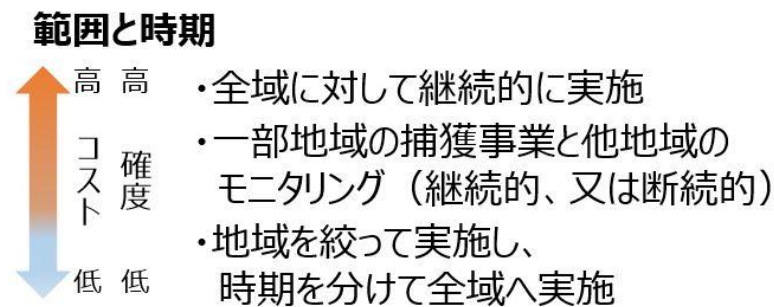 範囲と時期
高 高
コスト 確度
低 低
・全域に対して継続的に実施
・一部地域の捕獲事業と他地域の
モニタリング（継続的、又は断続的）
・地域を絞って実施し、
時期を分けて全域へ実施